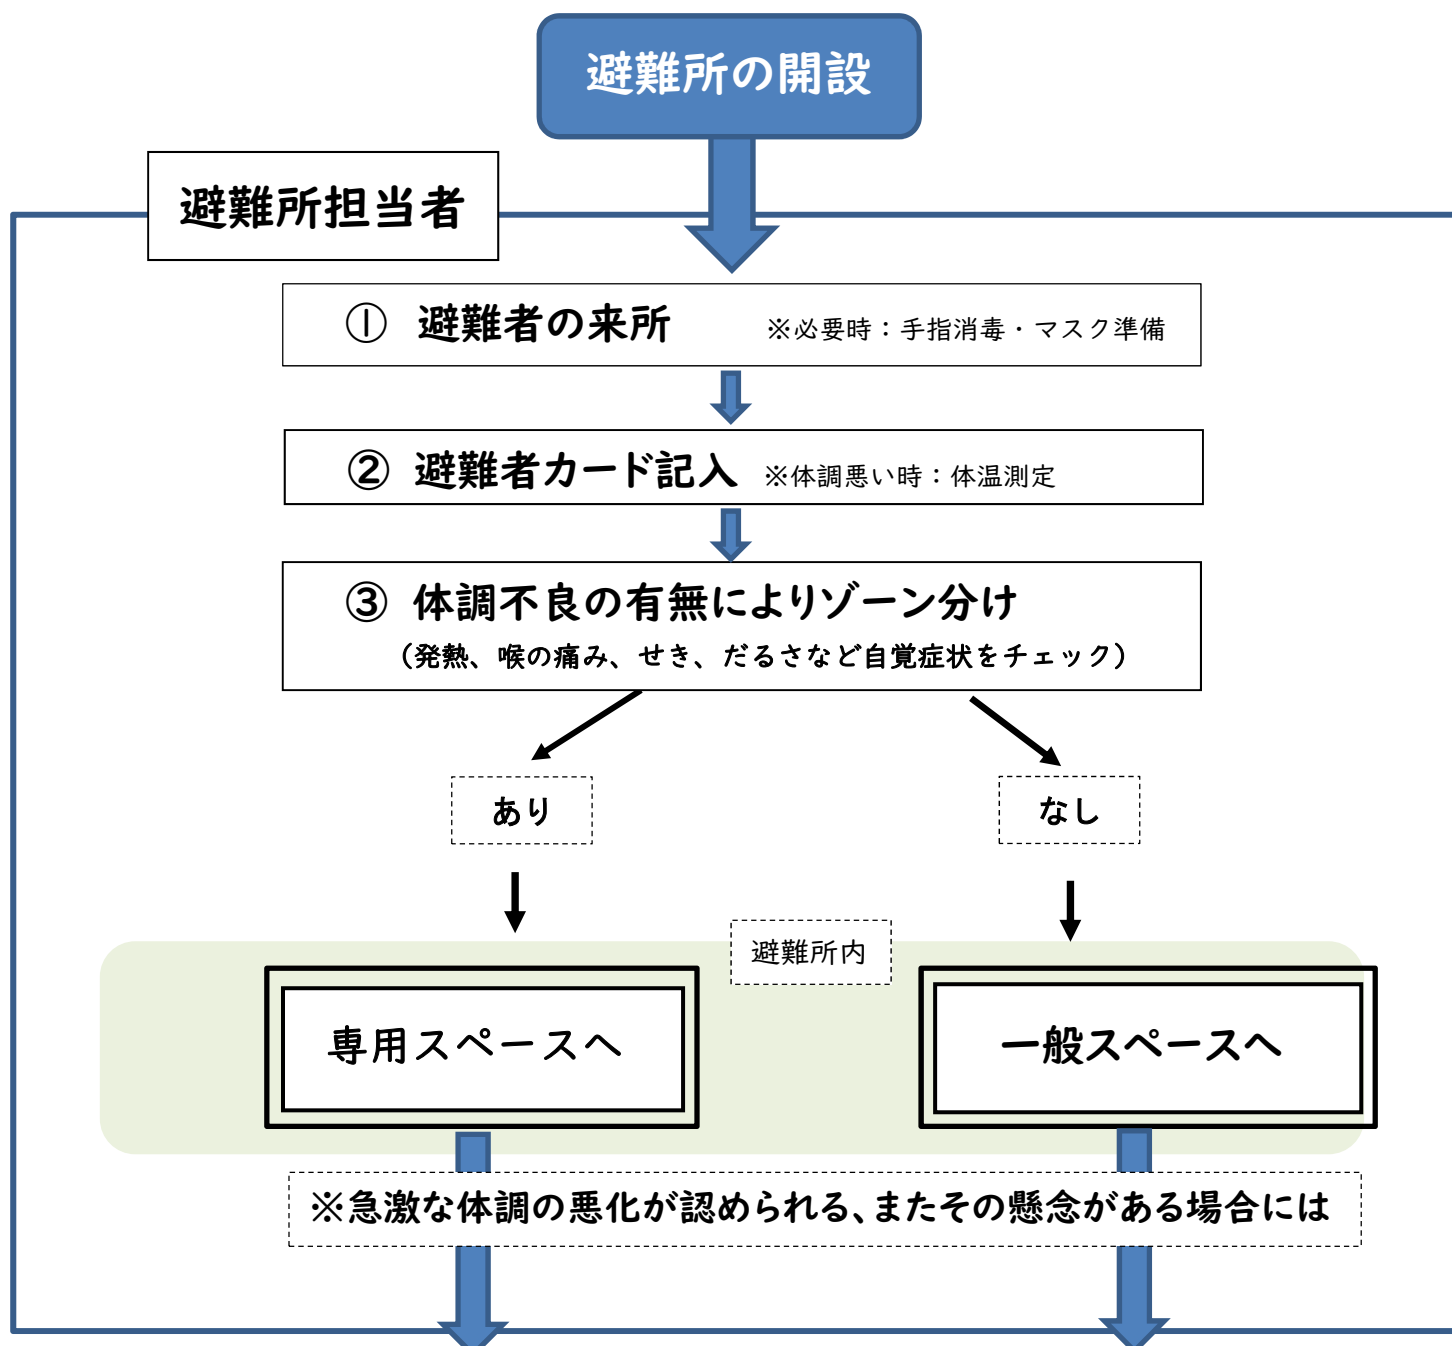 避難所の開設
避難所担当者
① 避難者の来所 ※必要時：手指消毒・マスク準備
② 避難者カード記入 ※体調悪い時：体温測定
③ 体調不良の有無によりゾーン分け
（発熱、喉の痛み、せき、だるさなど自覚症状をチェック）
あり
なし
避難所内
専用スペースへ
一般スペースへ
※急激な体調の悪化が認められる、またその懸念がある場合には